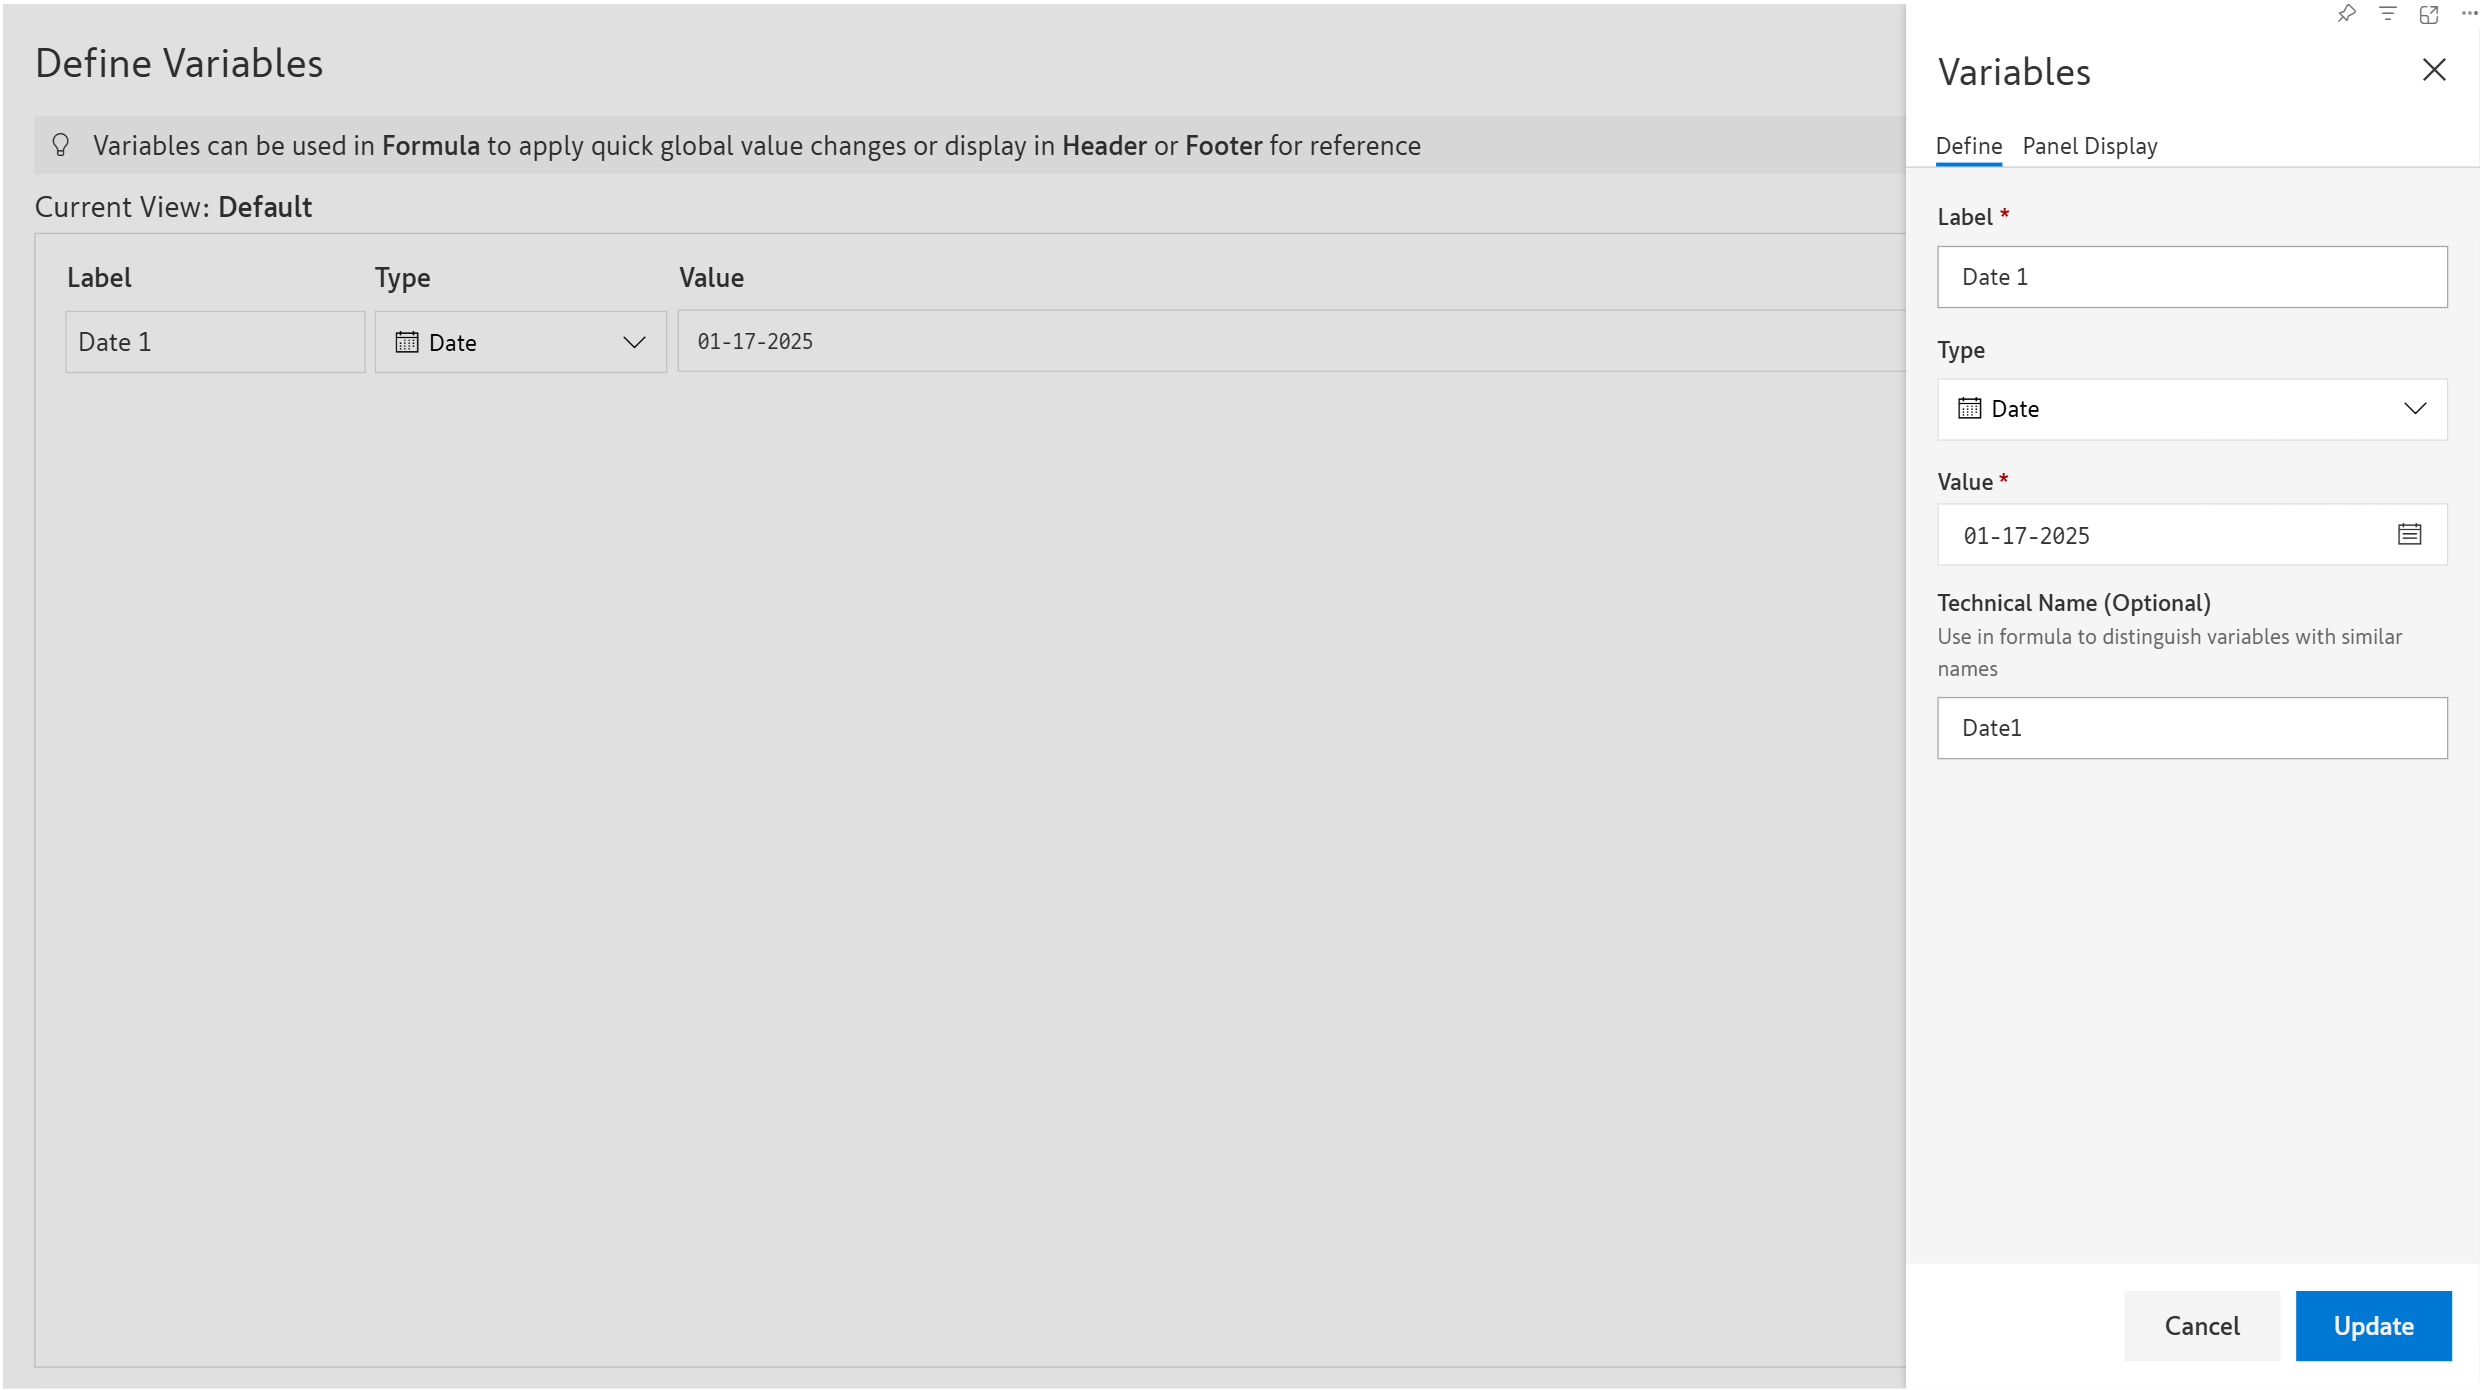 Define Variables
Variables can be used in Formula to apply quick global value changes or display in Header or Footer for reference
Current View: Default
Label Type Value
Date 1 Date 01-17-2025
Variables
Define Panel Display
Label *
Date 1
Type
Date
Value *
01-17-2025
Technical Name (Optional)
Use in formula to distinguish variables with similar
names
Date1
Cancel Update